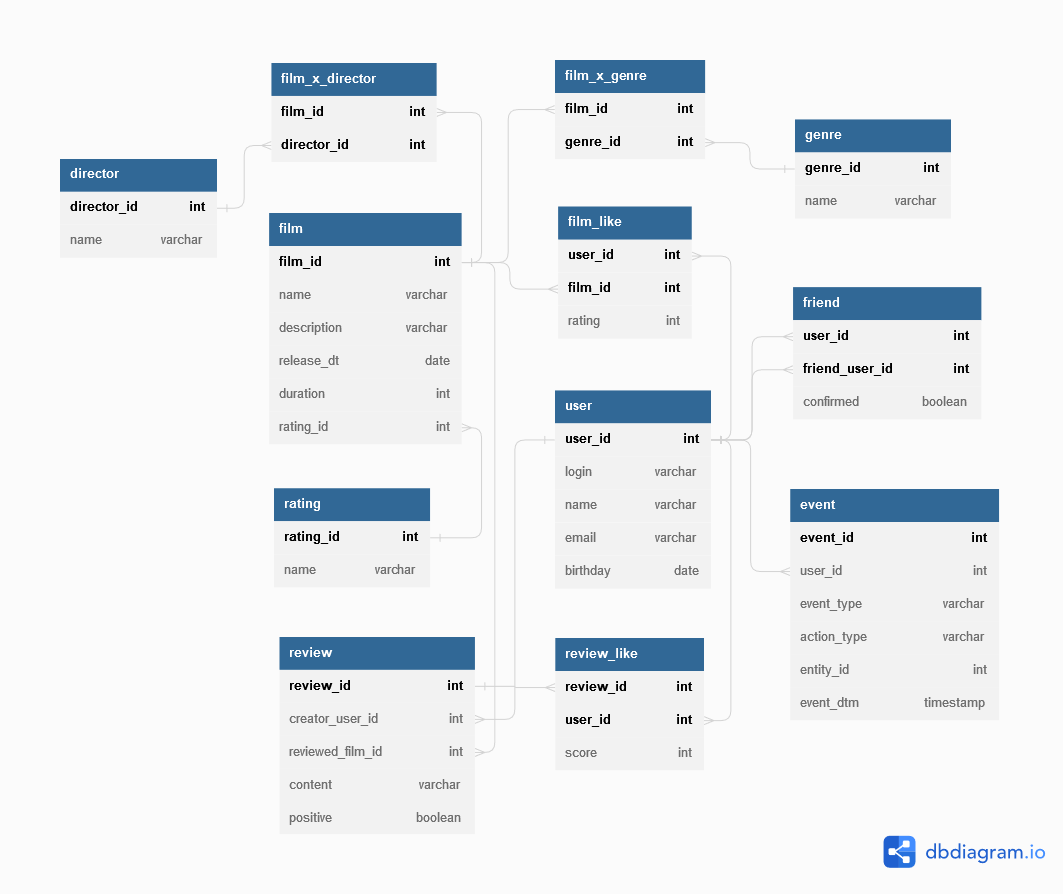 film_x_director
film_id int
director_id int
film_x_genre
film_id int
genre_id int
genre
genre_id int
name varchar
director
director_id int
name varchar
film
film_id int
name varchar
description varchar
release_dt date
duration int
rating_id int
film_like
user_id int
film_id int
rating int
friend
user_id int
friend_user_id int
confirmed boolean
user
user_id int
login varchar
name varchar
email varchar
birthday date
rating
rating_id int
name varchar
event
event_id int
user_id int
event_type varchar
action_type varchar
entity_id int
event_dtm timestamp
review
review_id int
creator_user_id int
reviewed_film_id int
content varchar
positive boolean
review_like
review_id int
user_id int
score int
dbdiagram.io